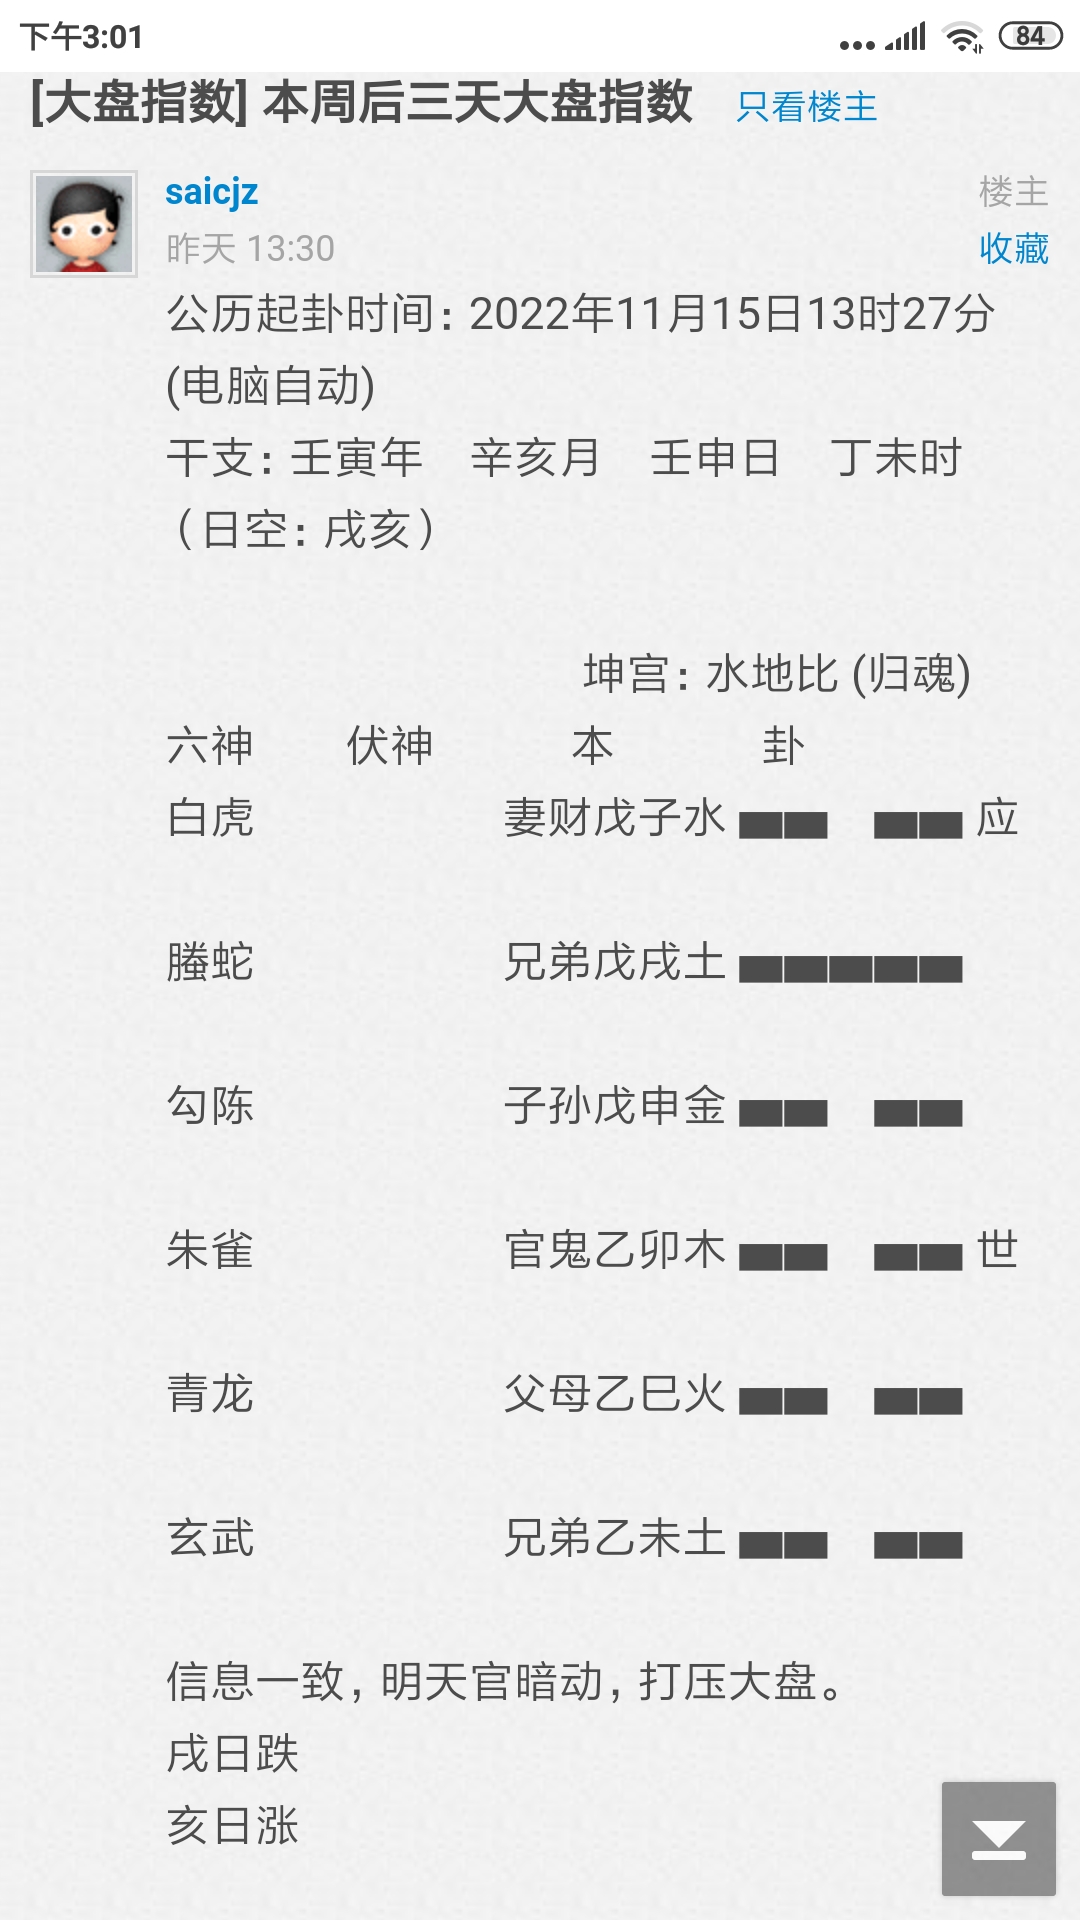 下午3:01
84
[大盘指数] 本周后三天大盘指数 只看楼主
saicjz 楼主
昨天 13:30 收藏
公历起卦时间：2022年11月15日13时27分
(电脑自动)
干支：壬寅年 辛亥月 壬申日 丁未时
（日空：戌亥）
坤宫：水地比 (归魂)
六神 伏神 本 卦
白虎 妻财戊子水 应
螣蛇 兄弟戊戌土
勾陈 子孙戊申金
朱雀 官鬼乙卯木 世
青龙 父母乙巳火
玄武 兄弟乙未土
信息一致，明天官暗动，打压大盘。
戌日跌
亥日涨